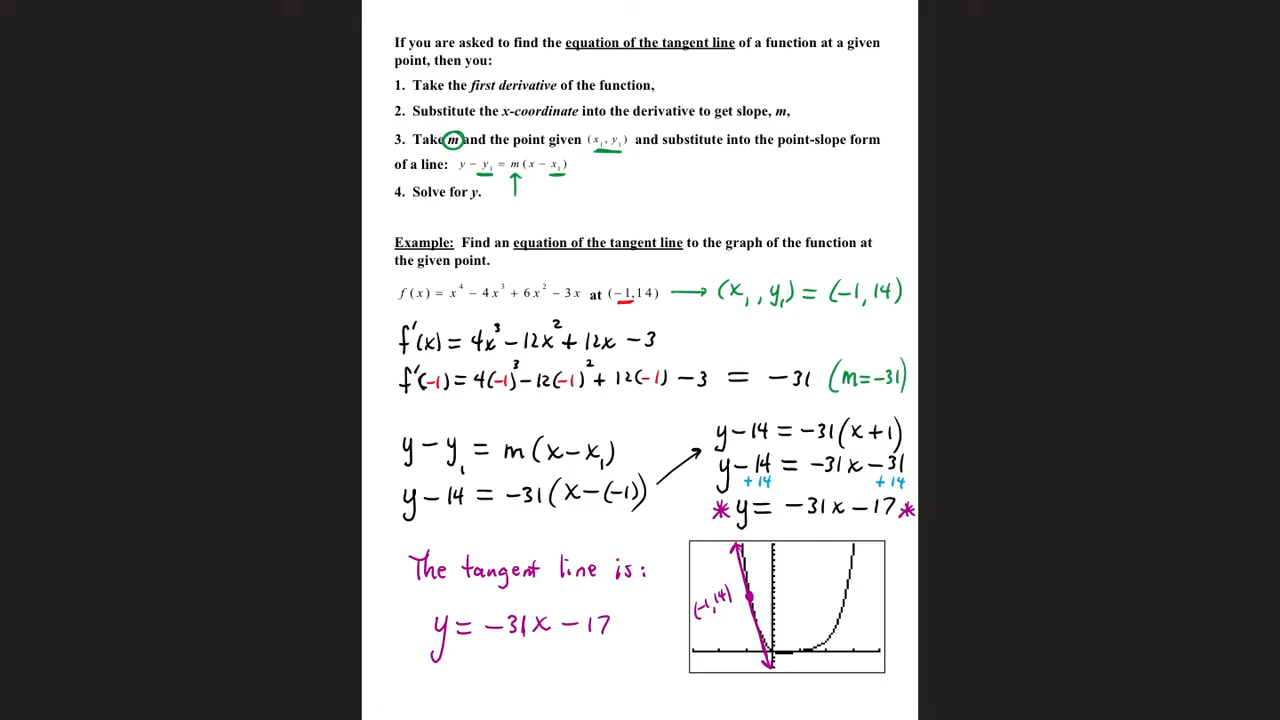 If you are asked to find the equation of the tangent line of a function at a given
point, then you:
1. Take the first derivative of the function,
2. Substitute the x-coordinate into the derivative to get slope, m,
3. Take m and the point given (x₁, y₁) and substitute into the point-slope form
of a line: y − y₁ = m(x − x₁)
4. Solve for y.
Example: Find an equation of the tangent line to the graph of the function at
the given point.
f(x) = x⁴ − 4x³ + 6x² − 3x at (−1,14) → (x₁, y₁) = (−1, 14)
f'(x) = 4x³ − 12x² + 12x − 3
f'(−1) = 4(−1)³ − 12(−1)² + 12(−1) − 3 = −31 (m = −31)
y − y₁ = m(x − x₁)
y − 14 = −31(x − (−1))
y − 14 = −31(x + 1)
y − 14 = −31x − 31
+14 +14
* y = −31x − 17 *
The tangent line is:
y = −31x − 17
(−1, 14)